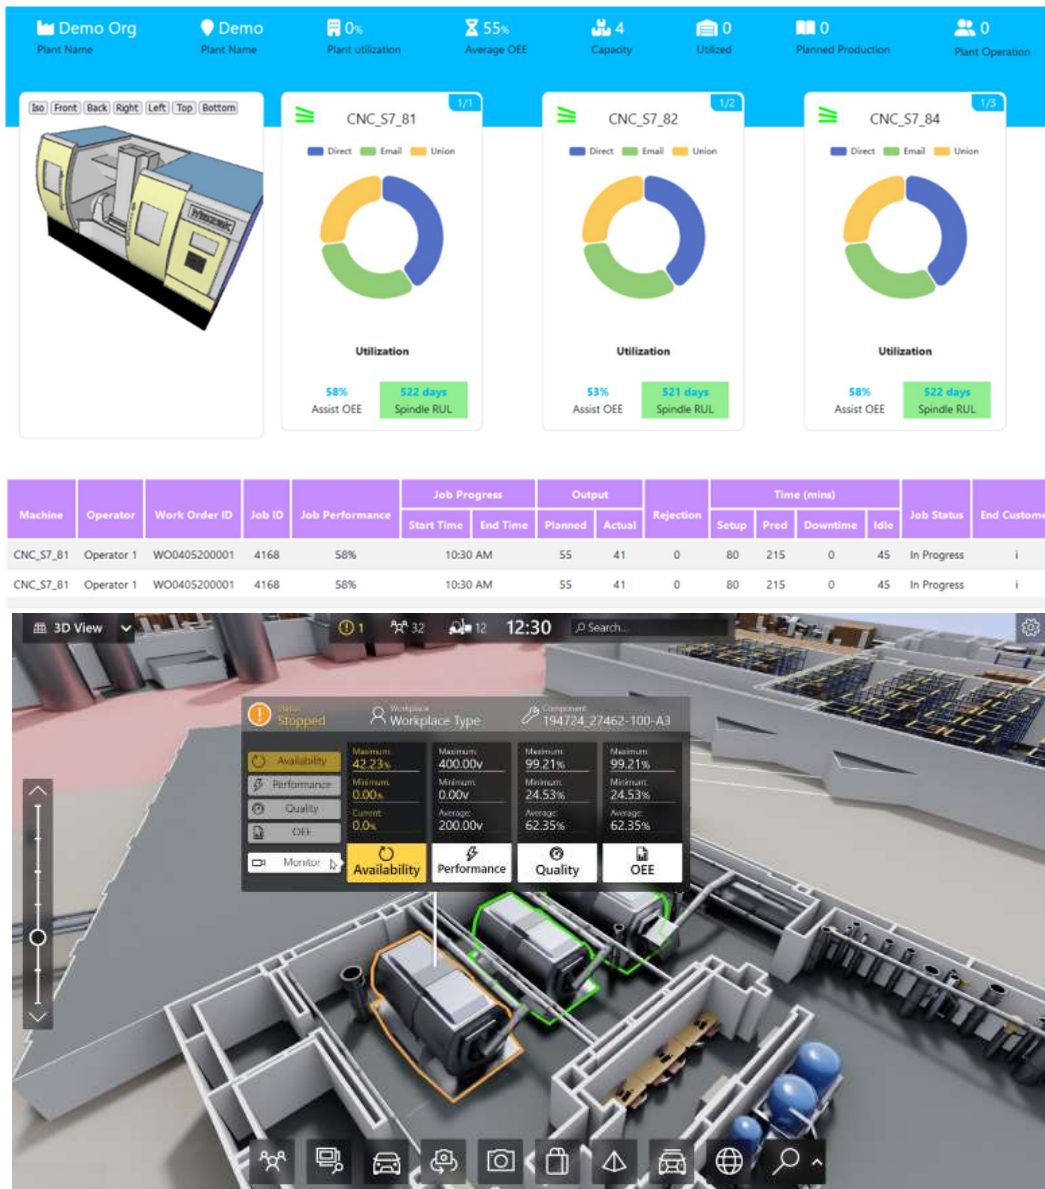 Demo Org
Demo
0%
55%
4
0
0
0
Plant Name
Plant Name
Plant utilization
Average OEE
Capacity
Utilized
Planned Production
Plant Operation
Iso Front Back Right Left Top Bottom
1/1
CNC_S7_81
Direct Email Union
Utilization
58%
Assist OEE
522 days
Spindle RUL
1/2
CNC_S7_82
Direct Email Union
Utilization
53%
Assist OEE
521 days
Spindle RUL
1/3
CNC_S7_84
Direct Email Union
Utilization
58%
Assist OEE
522 days
Spindle RUL
Machine Operator Work Order ID Job ID Job Performance Job Progress Output Rejection Time (mins) Job Status End Custome
Start Time End Time Planned Actual Setup Pred Downtime Idle
CNC_S7_81 Operator 1 WO0405200001 4168 58% 10:30 AM 55 41 0 80 215 0 45 In Progress i
CNC_S7_81 Operator 1 WO0405200001 4168 58% 10:30 AM 55 41 0 80 215 0 45 In Progress i
3D View 1 32 12 12:30 Search...
Status
Stopped
Workplace
Workplace Type
Component
194724_27462-100-A3
Availability
Performance
Quality
OEE
Monitor
Maximum:
42.23%
Minimum:
0.00%
Current:
0.0%
Availability
Maximum:
400.00v
Minimum:
0.00v
Average:
200.00v
Performance
Maximum:
99.21%
Minimum:
24.53%
Average:
62.35%
Quality
Maximum:
99.21%
Minimum:
24.53%
Average:
62.35%
OEE